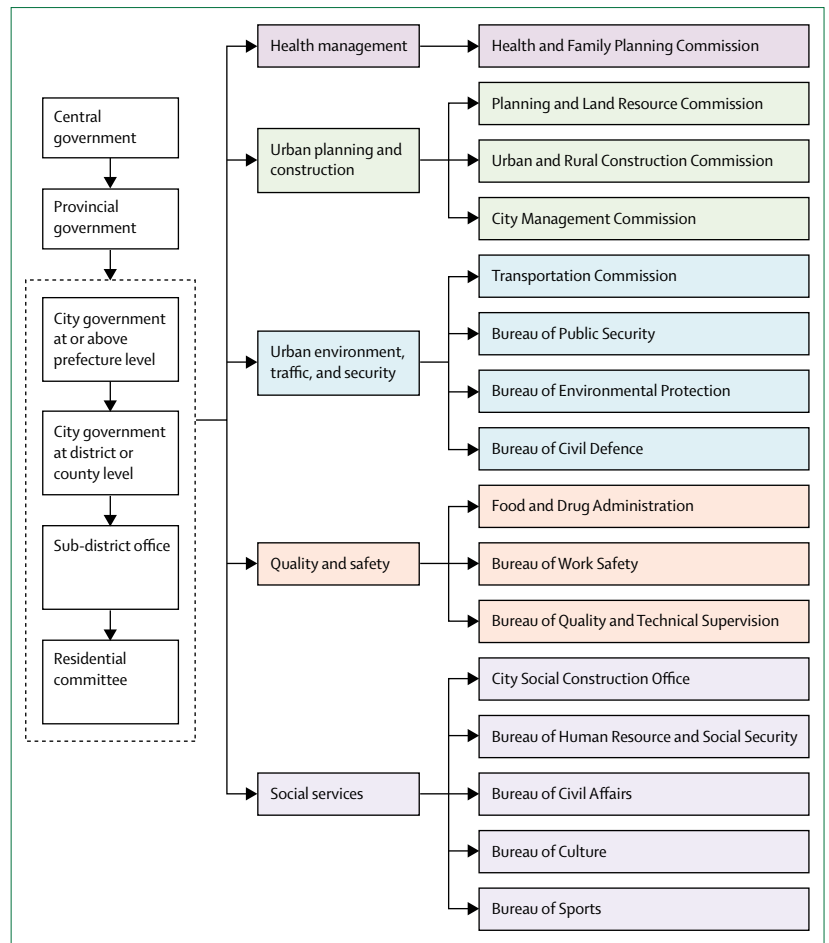 Central
government
Provincial
government
City government
at or above
prefecture level
City government
at district or
county level
Sub-district office
Residential
committee
Health management
Health and Family Planning Commission
Urban planning and
construction
Planning and Land Resource Commission
Urban and Rural Construction Commission
City Management Commission
Urban environment,
traffic, and security
Transportation Commission
Bureau of Public Security
Bureau of Environmental Protection
Bureau of Civil Defence
Quality and safety
Food and Drug Administration
Bureau of Work Safety
Bureau of Quality and Technical Supervision
Social services
City Social Construction Office
Bureau of Human Resource and Social Security
Bureau of Civil Affairs
Bureau of Culture
Bureau of Sports